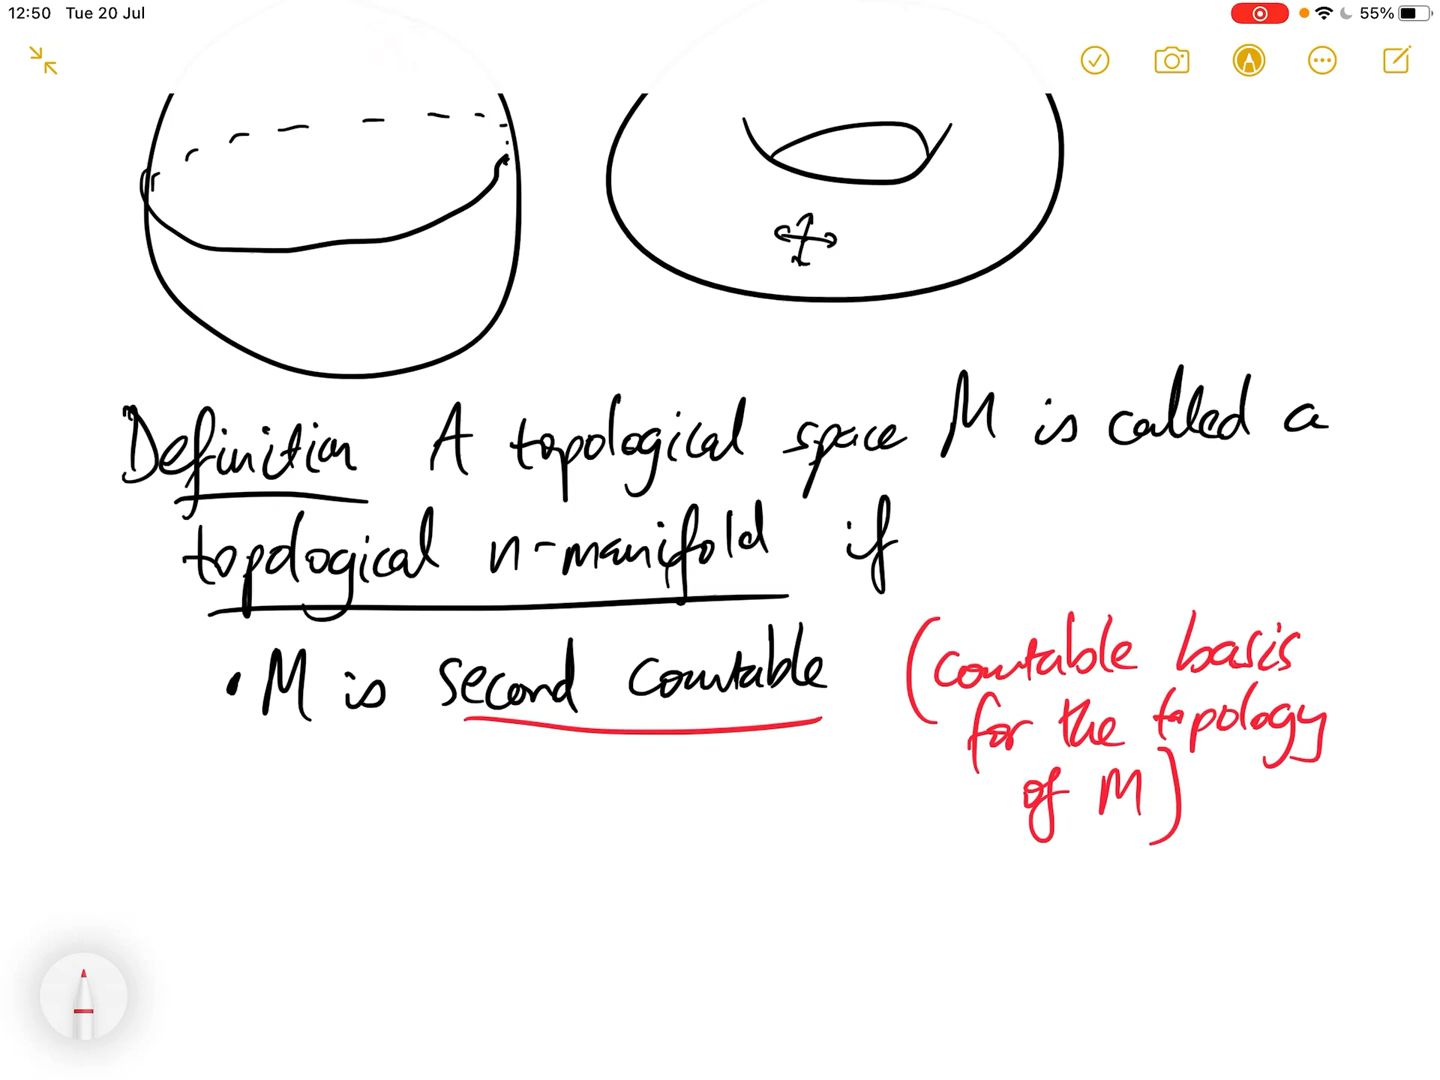 12:50 Tue 20 Jul
55%
Definition A topological space M is called a
topological n-manifold if
• M is second countable (countable basis
for the topology
of M)